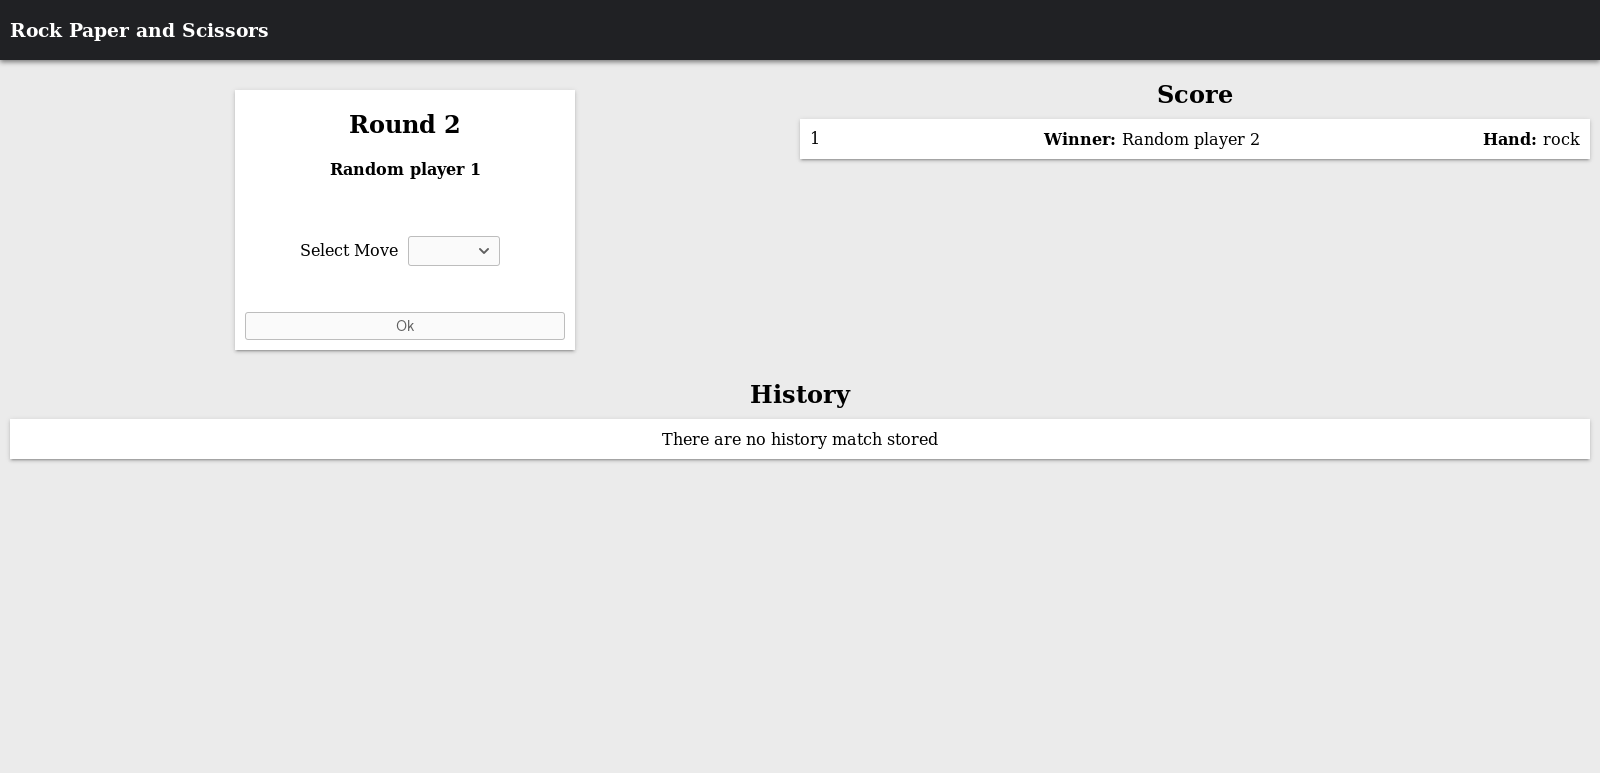 Rock Paper and Scissors
Round 2
Random player 1
Select Move
Ok
Score
1 Winner: Random player 2 Hand: rock
History
There are no history match stored